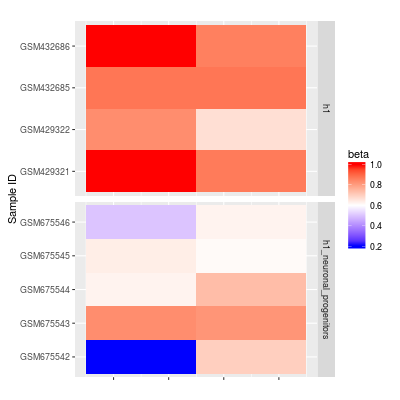 GSM432686
GSM432685
GSM429322
GSM429321
h1
GSM675546
GSM675545
GSM675544
GSM675543
GSM675542
h1_neuronal_progenitors
Sample ID
beta
1.0
0.8
0.6
0.4
0.2